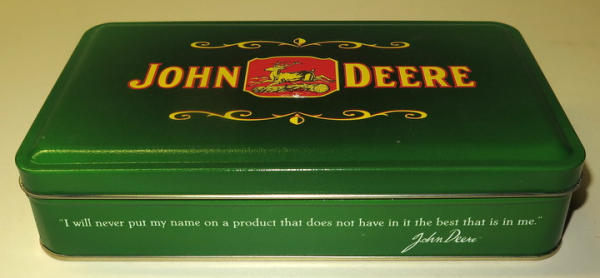 JOHN DEERE
"I will never put my name on a product that does not have in it the best that is in me."
John Deere